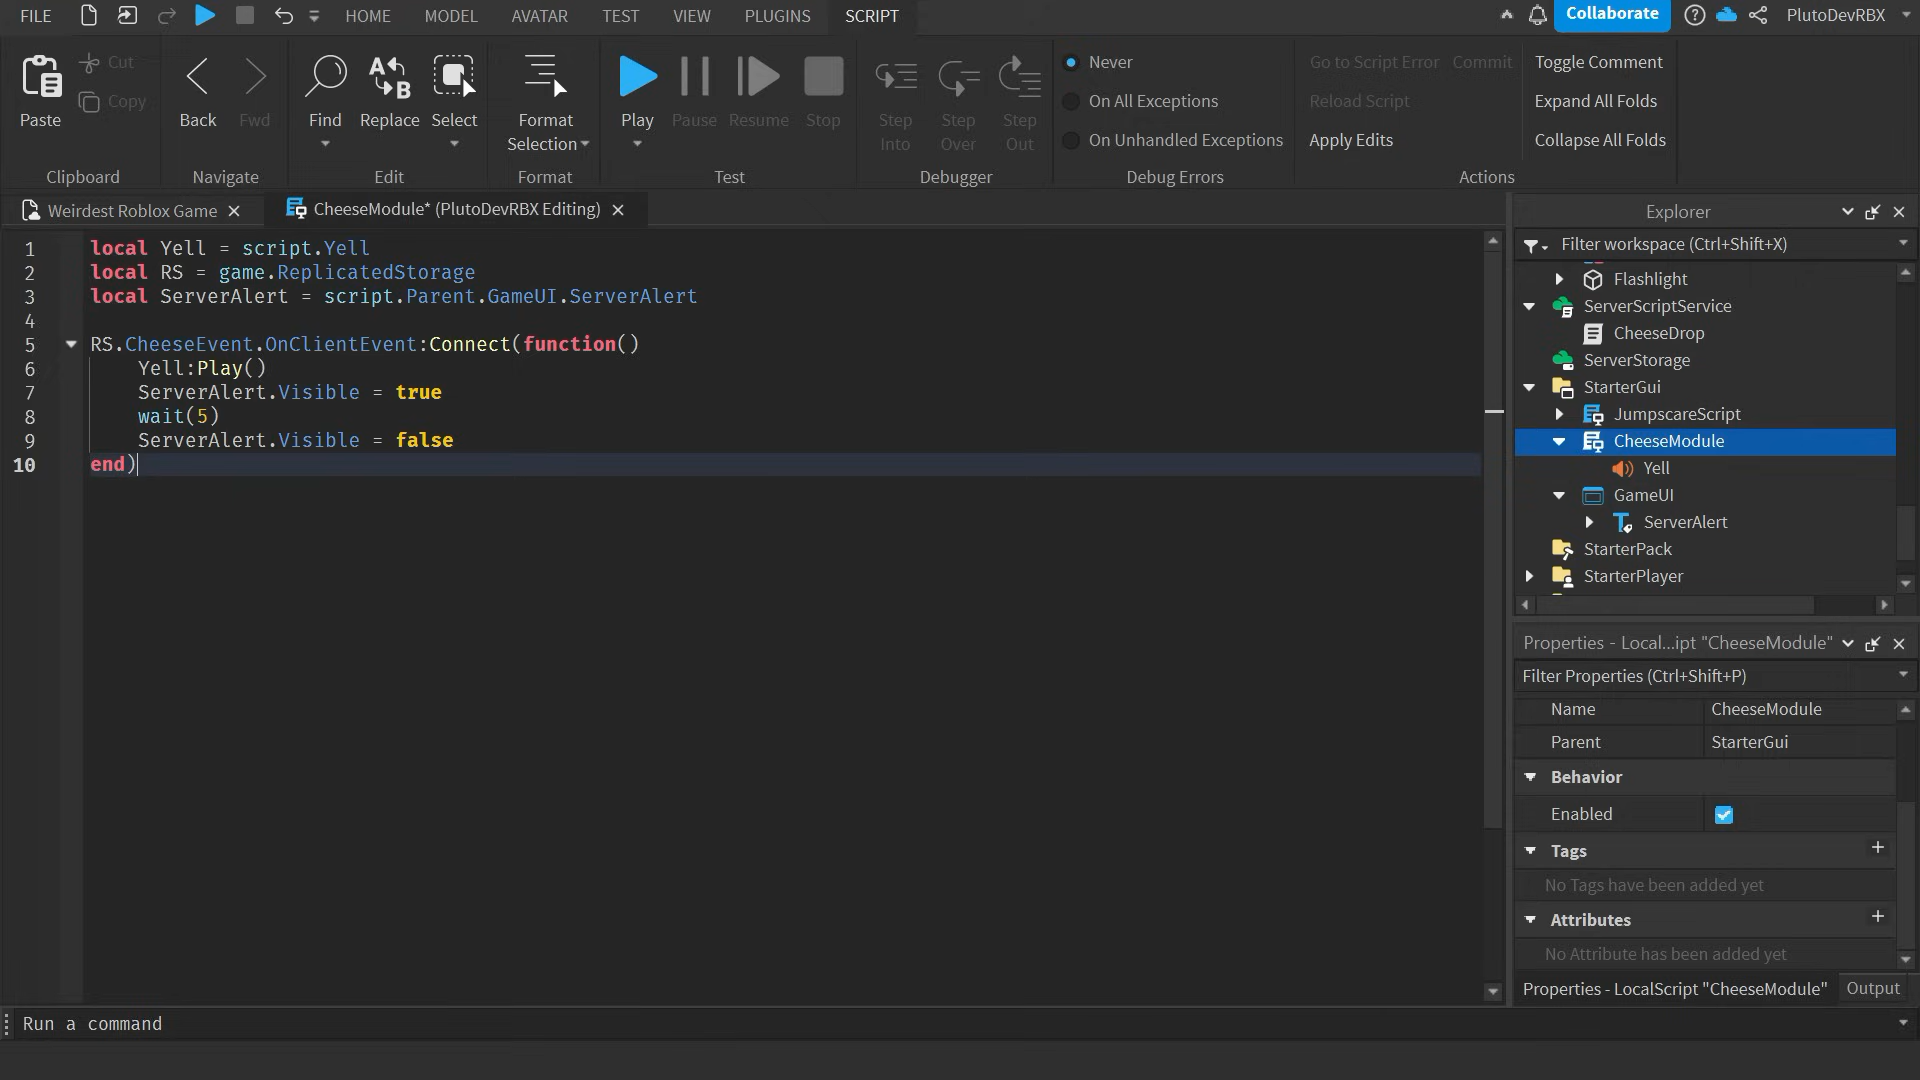 FILE HOME MODEL AVATAR TEST VIEW PLUGINS SCRIPT Collaborate PlutoDevRBX
Paste Cut Copy
Clipboard
Back Fwd
Navigate
Find Replace Select
Edit
Format
Selection
Format
Play Pause Resume Stop
Test
Step
Into
Step
Over
Step
Out
Debugger
Never
On All Exceptions
On Unhandled Exceptions
Debug Errors
Go to Script Error Commit
Reload Script
Apply Edits
Toggle Comment
Expand All Folds
Collapse All Folds
Actions
Weirdest Roblox Game
CheeseModule* (PlutoDevRBX Editing)
1 local Yell = script.Yell
2 local RS = game.ReplicatedStorage
3 local ServerAlert = script.Parent.GameUI.ServerAlert
4
5 RS.CheeseEvent.OnClientEvent:Connect(function()
6 Yell:Play()
7 ServerAlert.Visible = true
8 wait(5)
9 ServerAlert.Visible = false
10 end)
Explorer
Filter workspace (Ctrl+Shift+X)
Flashlight
ServerScriptService
CheeseDrop
ServerStorage
StarterGui
JumpscareScript
CheeseModule
Yell
GameUI
ServerAlert
StarterPack
StarterPlayer
Properties - Local...ipt "CheeseModule"
Filter Properties (Ctrl+Shift+P)
Name CheeseModule
Parent StarterGui
Behavior
Enabled
Tags +
No Tags have been added yet
Attributes +
No Attribute has been added yet
Properties - LocalScript "CheeseModule" Output
Run a command